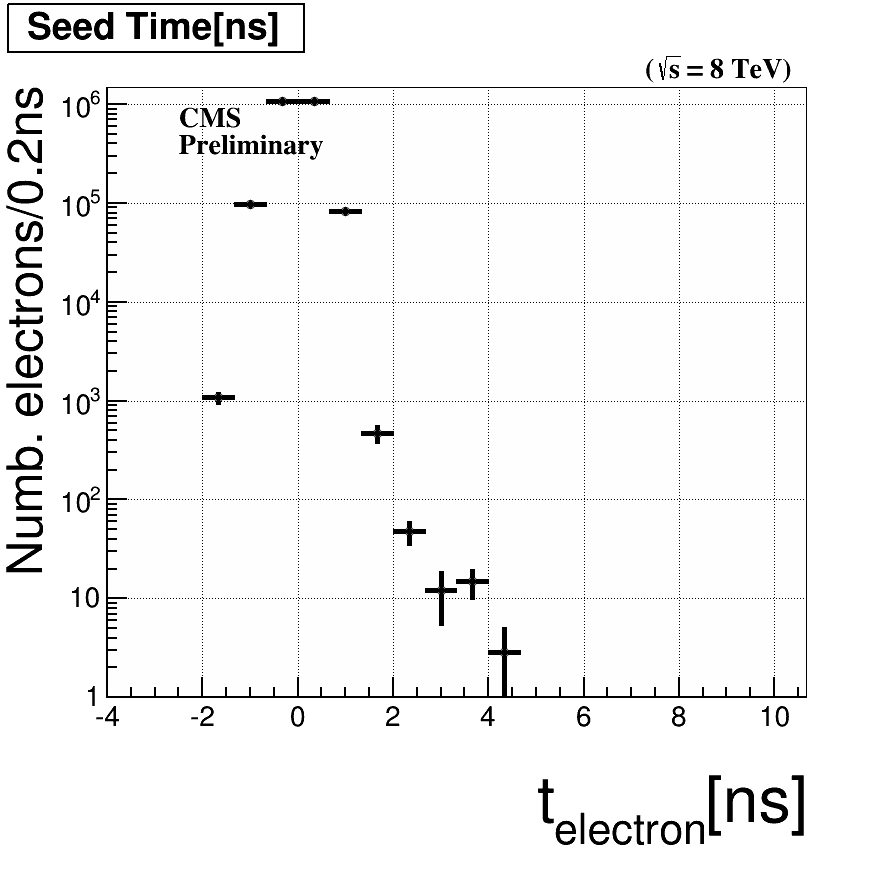 Seed Time[ns]
(√s = 8 TeV)
CMS
Preliminary
Numb. electrons/0.2ns
10⁶
10⁵
10⁴
10³
10²
10
1
-4 -2 0 2 4 6 8 10
t_electron[ns]